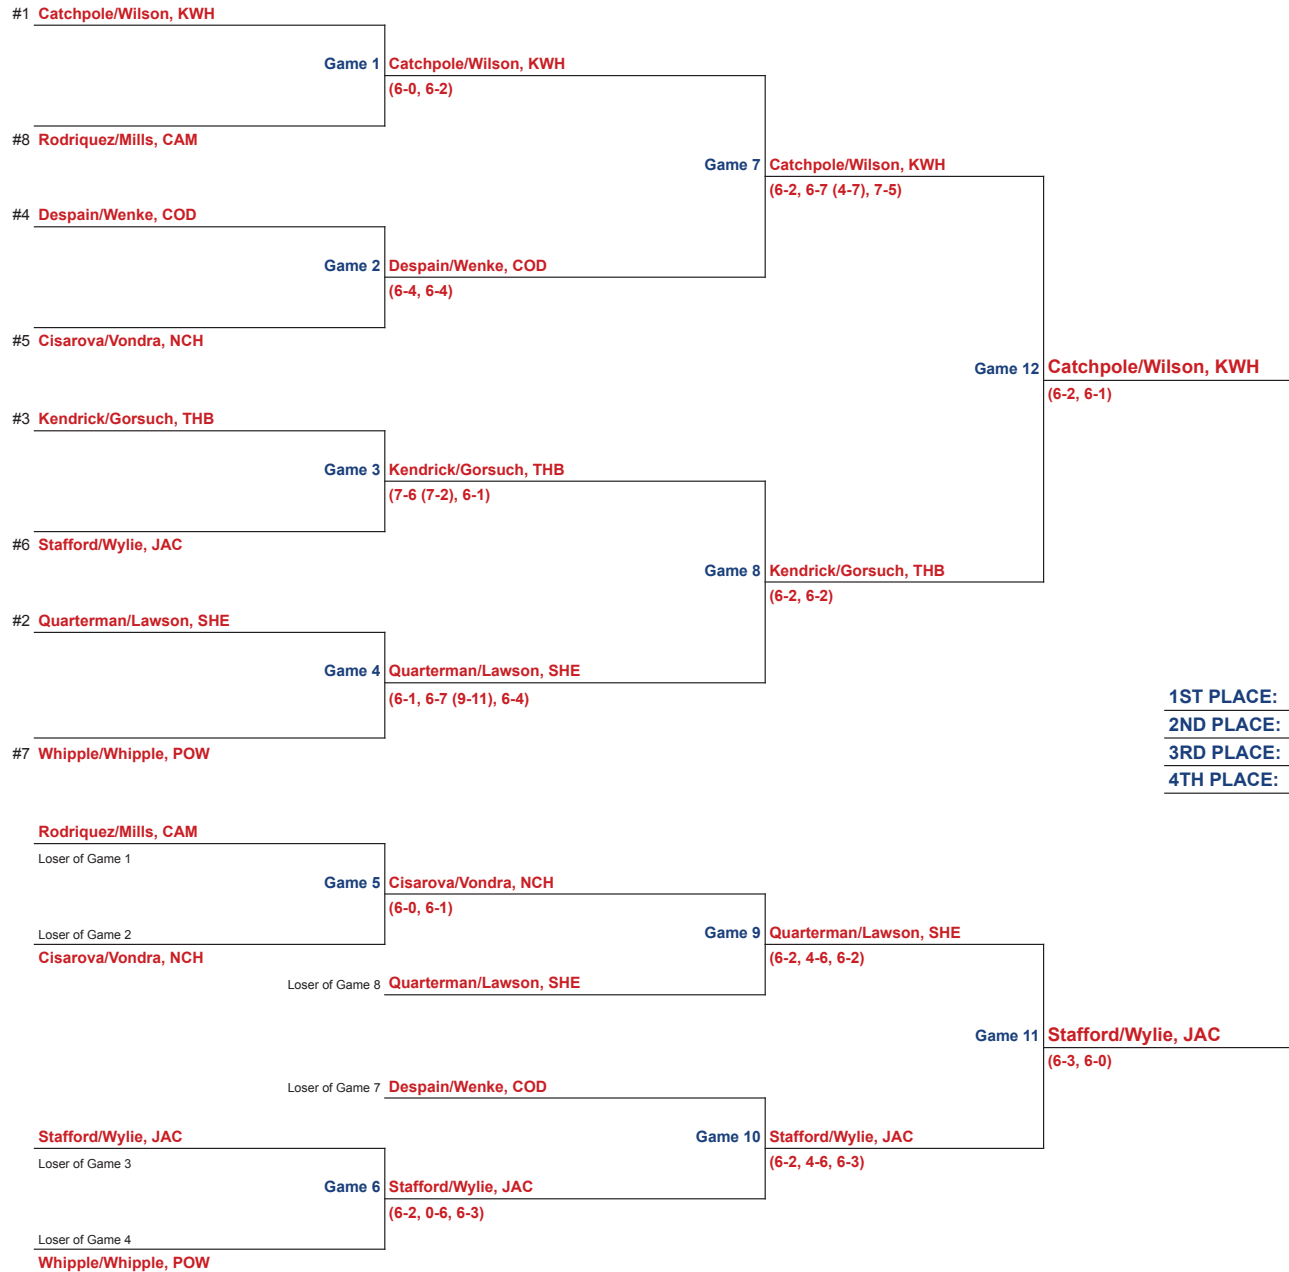 #1 Catchpole/Wilson, KWH
Game 1 Catchpole/Wilson, KWH
(6-0, 6-2)
#8 Rodriquez/Mills, CAM
Game 7 Catchpole/Wilson, KWH
(6-2, 6-7 (4-7), 7-5)
#4 Despain/Wenke, COD
Game 2 Despain/Wenke, COD
(6-4, 6-4)
#5 Cisarova/Vondra, NCH
Game 12 Catchpole/Wilson, KWH
(6-2, 6-1)
#3 Kendrick/Gorsuch, THB
Game 3 Kendrick/Gorsuch, THB
(7-6 (7-2), 6-1)
#6 Stafford/Wylie, JAC
Game 8 Kendrick/Gorsuch, THB
(6-2, 6-2)
#2 Quarterman/Lawson, SHE
Game 4 Quarterman/Lawson, SHE
(6-1, 6-7 (9-11), 6-4)
#7 Whipple/Whipple, POW
1ST PLACE:
2ND PLACE:
3RD PLACE:
4TH PLACE:
Rodriquez/Mills, CAM
Loser of Game 1
Game 5 Cisarova/Vondra, NCH
(6-0, 6-1)
Loser of Game 2
Cisarova/Vondra, NCH
Game 9 Quarterman/Lawson, SHE
(6-2, 4-6, 6-2)
Loser of Game 8 Quarterman/Lawson, SHE
Game 11 Stafford/Wylie, JAC
(6-3, 6-0)
Loser of Game 7 Despain/Wenke, COD
Game 10 Stafford/Wylie, JAC
(6-2, 4-6, 6-3)
Stafford/Wylie, JAC
Loser of Game 3
Game 6 Stafford/Wylie, JAC
(6-2, 0-6, 6-3)
Loser of Game 4
Whipple/Whipple, POW